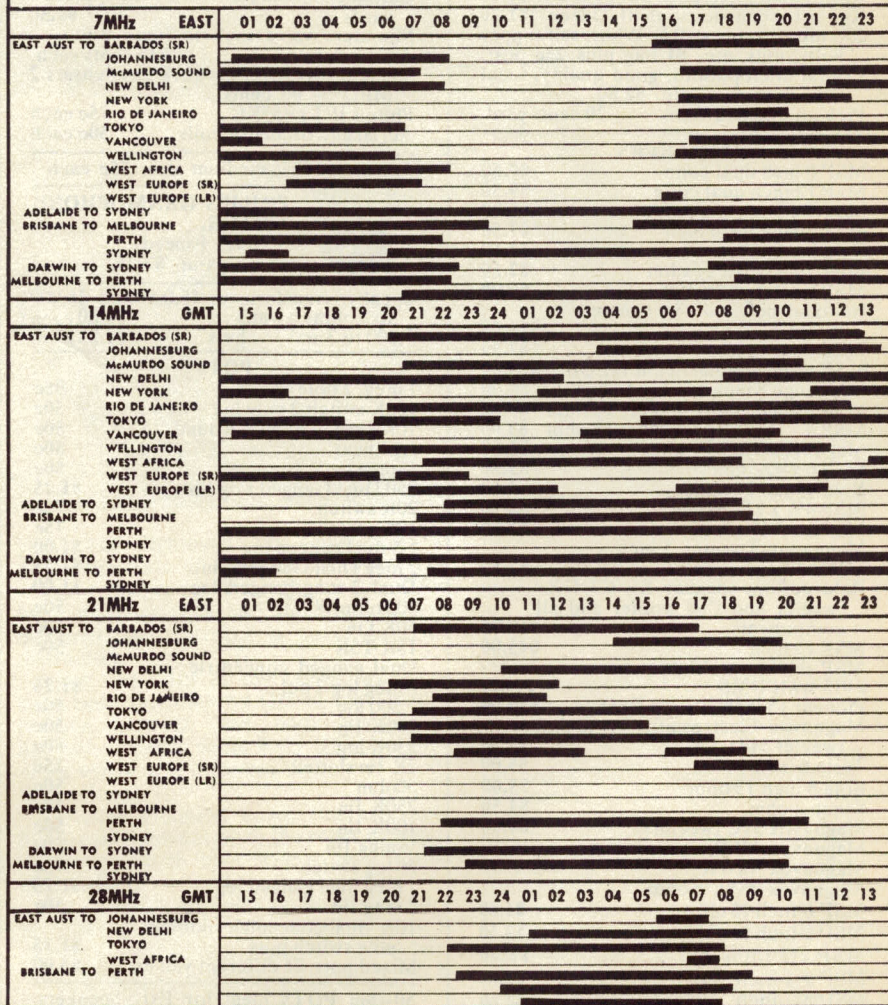 7MHz EAST 01 02 03 04 05 06 07 08 09 10 11 12 13 14 15 16 17 18 19 20 21 22 23
EAST AUST TO BARBADOS (SR)
JOHANNESBURG
McMURDO SOUND
NEW DELHI
NEW YORK
RIO DE JANEIRO
TOKYO
VANCOUVER
WELLINGTON
WEST AFRICA
WEST EUROPE (SR)
WEST EUROPE (LR)
ADELAIDE TO SYDNEY
BRISBANE TO MELBOURNE
PERTH
SYDNEY
DARWIN TO SYDNEY
MELBOURNE TO PERTH
SYDNEY
14MHz GMT 15 16 17 18 19 20 21 22 23 24 01 02 03 04 05 06 07 08 09 10 11 12 13
EAST AUST TO BARBADOS (SR)
JOHANNESBURG
McMURDO SOUND
NEW DELHI
NEW YORK
RIO DE JANEIRO
TOKYO
VANCOUVER
WELLINGTON
WEST AFRICA
WEST EUROPE (SR)
WEST EUROPE (LR)
ADELAIDE TO SYDNEY
BRISBANE TO MELBOURNE
PERTH
SYDNEY
DARWIN TO SYDNEY
MELBOURNE TO PERTH
SYDNEY
21MHz EAST 01 02 03 04 05 06 07 08 09 10 11 12 13 14 15 16 17 18 19 20 21 22 23
EAST AUST TO BARBADOS (SR)
JOHANNESBURG
McMURDO SOUND
NEW DELHI
NEW YORK
RIO DE JANEIRO
TOKYO
VANCOUVER
WELLINGTON
WEST AFRICA
WEST EUROPE (SR)
WEST EUROPE (LR)
ADELAIDE TO SYDNEY
BRISBANE TO MELBOURNE
PERTH
SYDNEY
DARWIN TO SYDNEY
MELBOURNE TO PERTH
SYDNEY
28MHz GMT 15 16 17 18 19 20 21 22 23 24 01 02 03 04 05 06 07 08 09 10 11 12 13
EAST AUST TO JOHANNESBURG
NEW DELHI
TOKYO
WEST AFRICA
BRISBANE TO PERTH